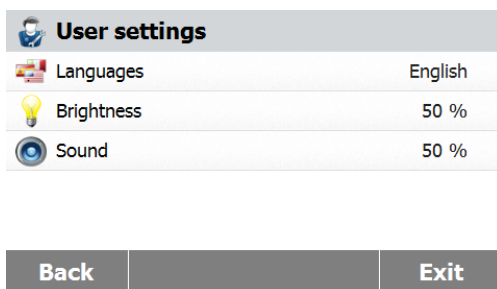 User settings
Languages English
Brightness 50 %
Sound 50 %
Back Exit